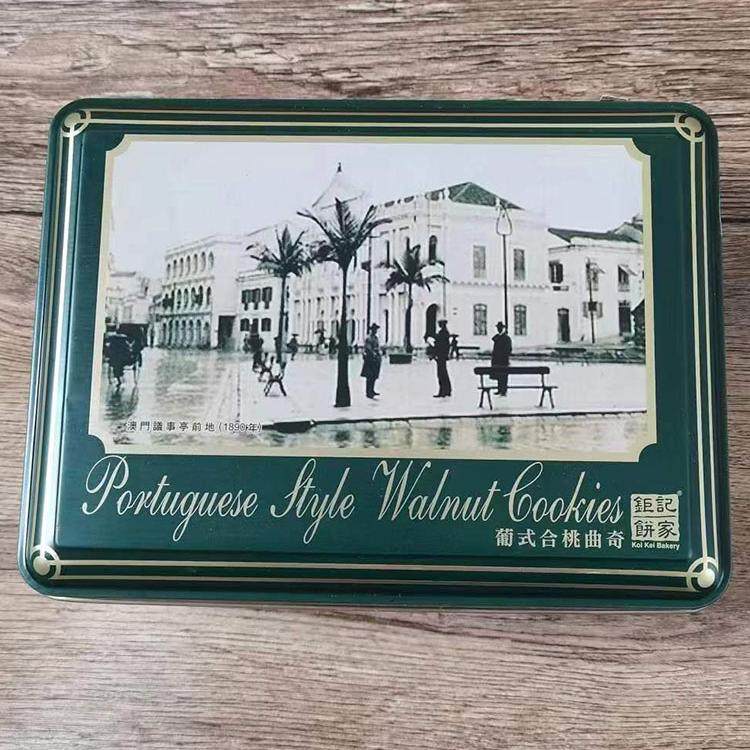 澳門議事亭前地(1890年)
Portuguese Style Walnut Cookies
葡式合桃曲奇
鉅記
餅家
®
Koi Kei Bakery